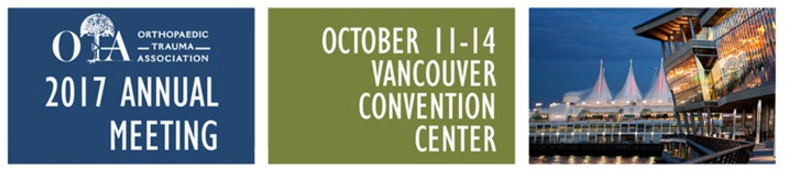 OTA
ORTHOPAEDIC
TRAUMA
ASSOCIATION
2017 ANNUAL
MEETING
OCTOBER 11-14
VANCOUVER
CONVENTION
CENTER